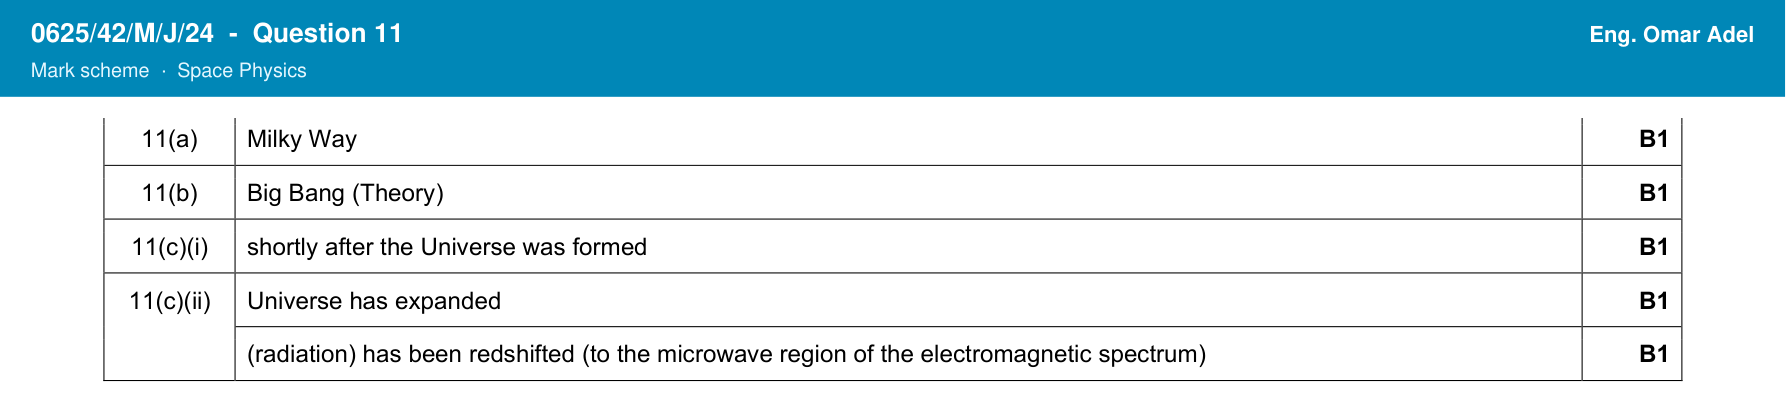 0625/42/M/J/24 - Question 11
Eng. Omar Adel
Mark scheme · Space Physics
11(a) Milky Way B1
11(b) Big Bang (Theory) B1
11(c)(i) shortly after the Universe was formed B1
11(c)(ii) Universe has expanded B1
(radiation) has been redshifted (to the microwave region of the electromagnetic spectrum) B1